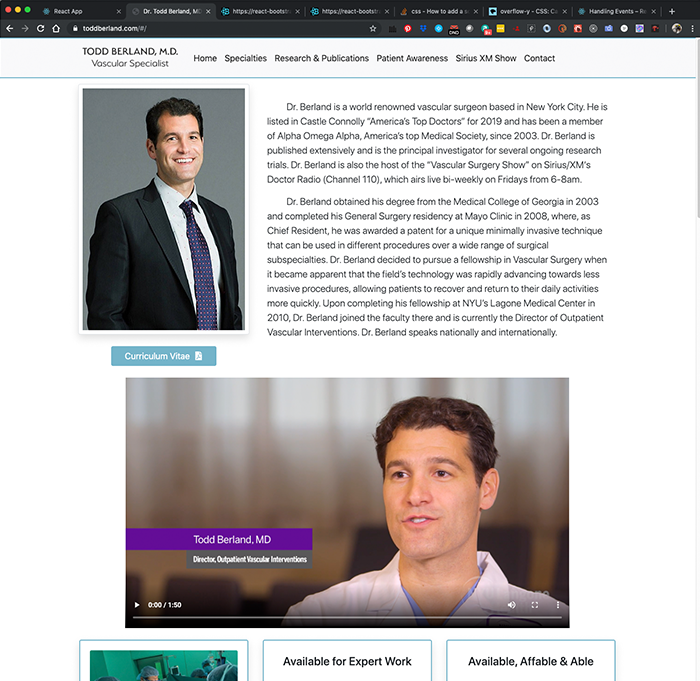 React App
Dr. Todd Berland, MD
https://react-bootstr
https://react-bootstr
css - How to add a s
overflow-y - CSS: Ca
Handling Events – Re
toddberland.com/#/
TODD BERLAND, M.D.
Vascular Specialist
Home Specialties Research & Publications Patient Awareness Sirius XM Show Contact
Dr. Berland is a world renowned vascular surgeon based in New York City. He is
listed in Castle Connolly “America's Top Doctors” for 2019 and has been a member
of Alpha Omega Alpha, America's top Medical Society, since 2003. Dr. Berland is
published extensively and is the principal investigator for several ongoing research
trials. Dr. Berland is also the host of the "Vascular Surgery Show" on Sirius/XM's
Doctor Radio (Channel 110), which airs live bi-weekly on Fridays from 6-8am.
Dr. Berland obtained his degree from the Medical College of Georgia in 2003
and completed his General Surgery residency at Mayo Clinic in 2008, where, as
Chief Resident, he was awarded a patent for a unique minimally invasive technique
that can be used in different procedures over a wide range of surgical
subspecialties. Dr. Berland decided to pursue a fellowship in Vascular Surgery when
it became apparent that the field's technology was rapidly advancing towards less
invasive procedures, allowing patients to recover and return to their daily activities
more quickly. Upon completing his fellowship at NYU's Lagone Medical Center in
2010, Dr. Berland joined the faculty there and is currently the Director of Outpatient
Vascular Interventions. Dr. Berland speaks nationally and internationally.
Curriculum Vitae
Todd Berland, MD
Director, Outpatient Vascular Interventions
0:00 / 1:50
Available for Expert Work
Available, Affable & Able